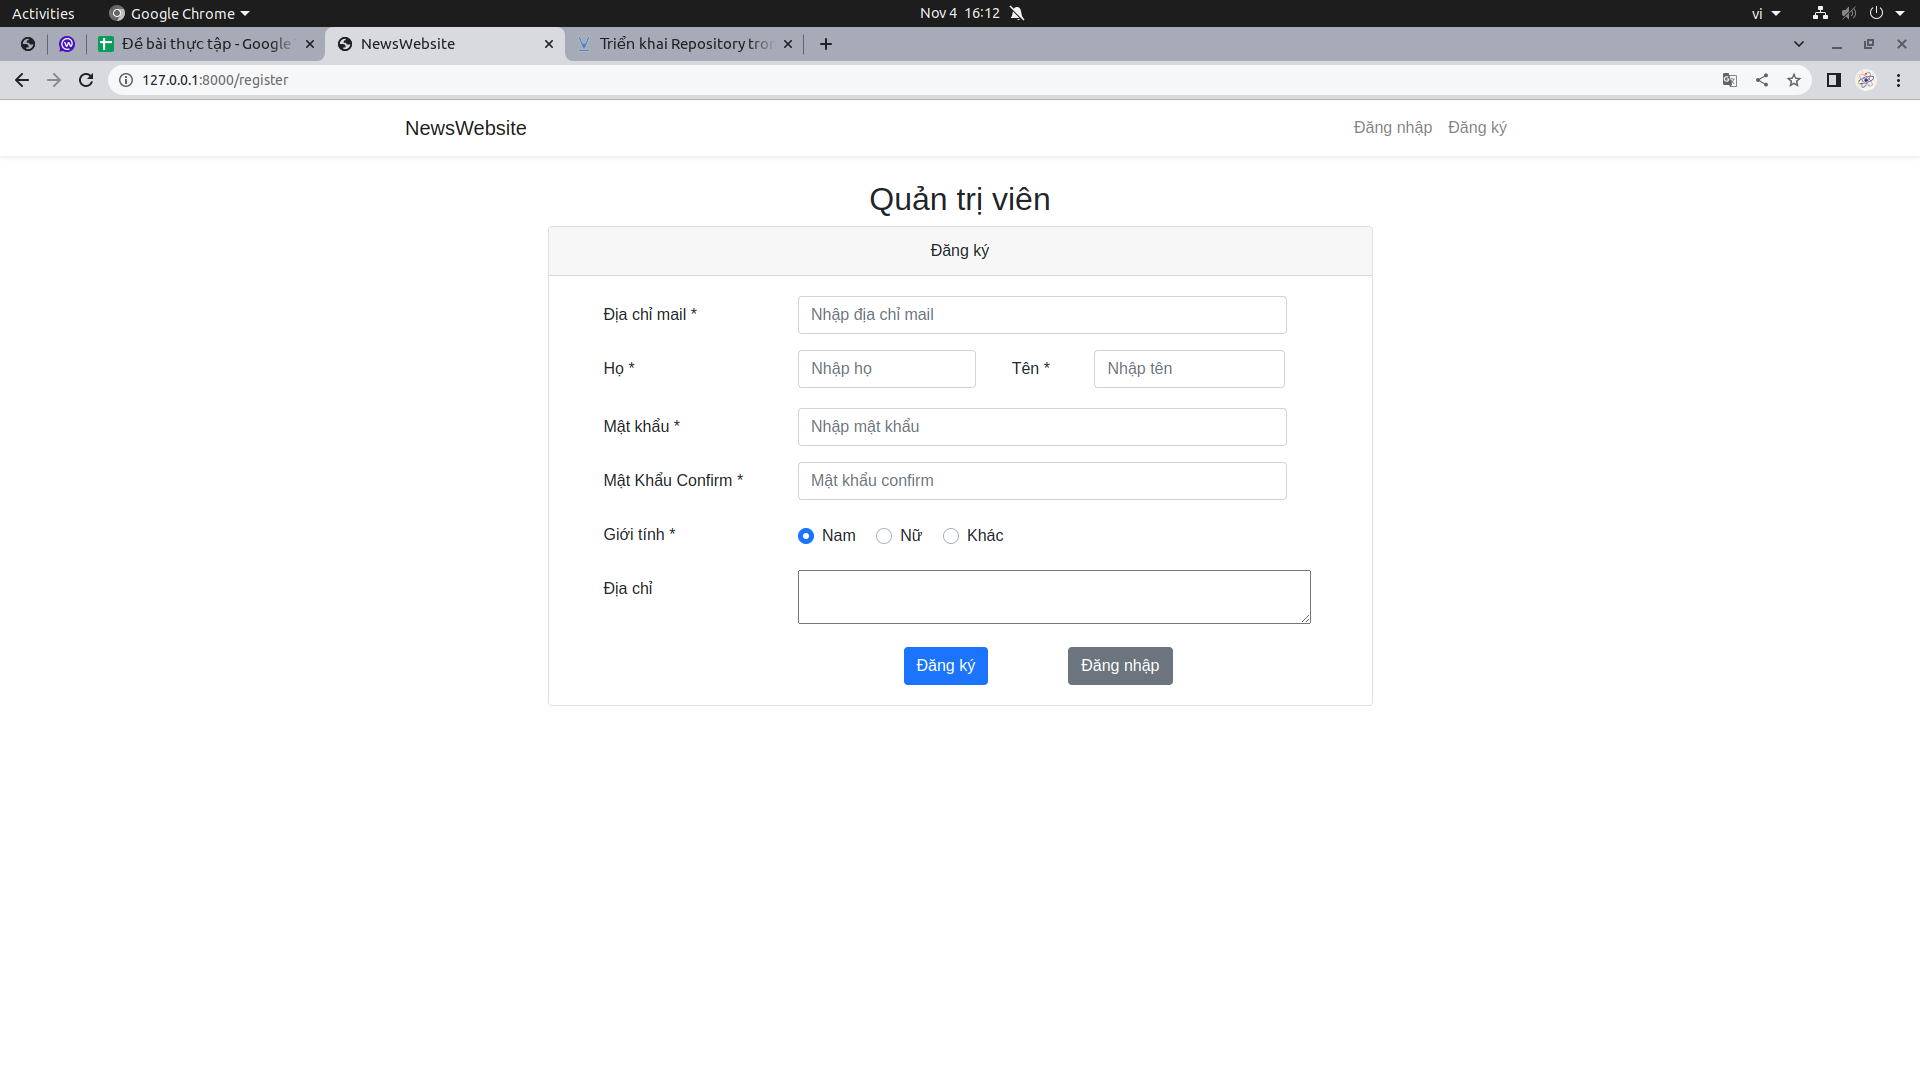 Activities Google Chrome Nov 4 16:12 vi
Đề bài thực tập - Google NewsWebsite Triển khai Repository tron
127.0.0.1:8000/register
NewsWebsite Đăng nhập Đăng ký
Quản trị viên
Đăng ký
Địa chỉ mail * Nhập địa chỉ mail
Họ * Nhập họ Tên * Nhập tên
Mật khẩu * Nhập mật khẩu
Mật Khẩu Confirm * Mật khẩu confirm
Giới tính * Nam Nữ Khác
Địa chỉ
Đăng ký Đăng nhập